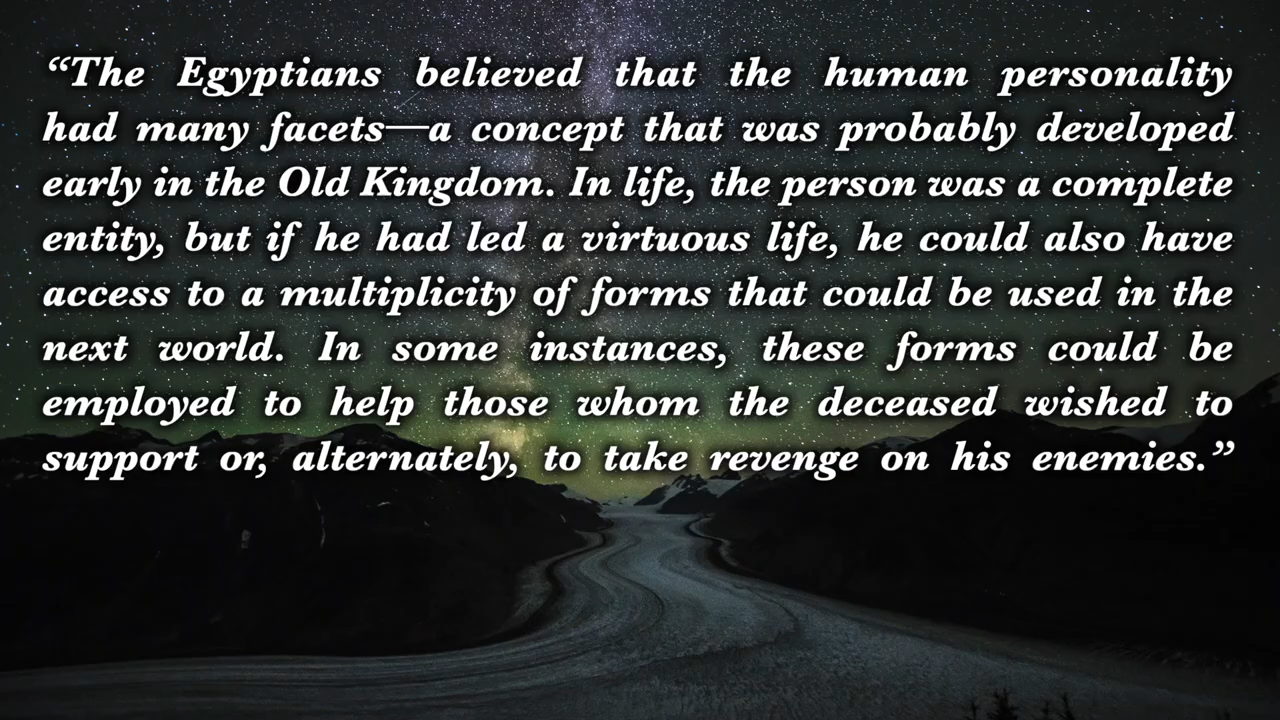 “The Egyptians believed that the human personality
had many facets—a concept that was probably developed
early in the Old Kingdom. In life, the person was a complete
entity, but if he had led a virtuous life, he could also have
access to a multiplicity of forms that could be used in the
next world. In some instances, these forms could be
employed to help those whom the deceased wished to
support or, alternately, to take revenge on his enemies.”